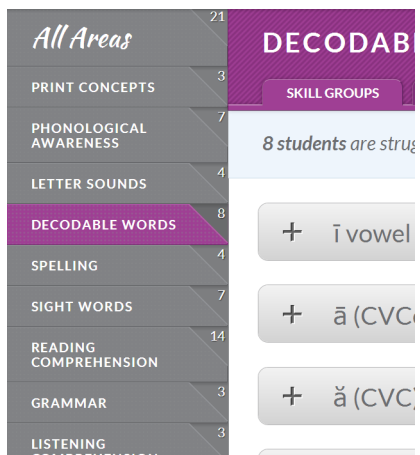 All Areas
21
PRINT CONCEPTS
3
PHONOLOGICAL
AWARENESS
7
LETTER SOUNDS
4
DECODABLE WORDS
8
SPELLING
4
SIGHT WORDS
7
READING
COMPREHENSION
14
GRAMMAR
3
LISTENING
3
DECODAB
SKILL GROUPS
8 students are strug
+ ī vowel
+ ā (CVC
+ ă (CVC)